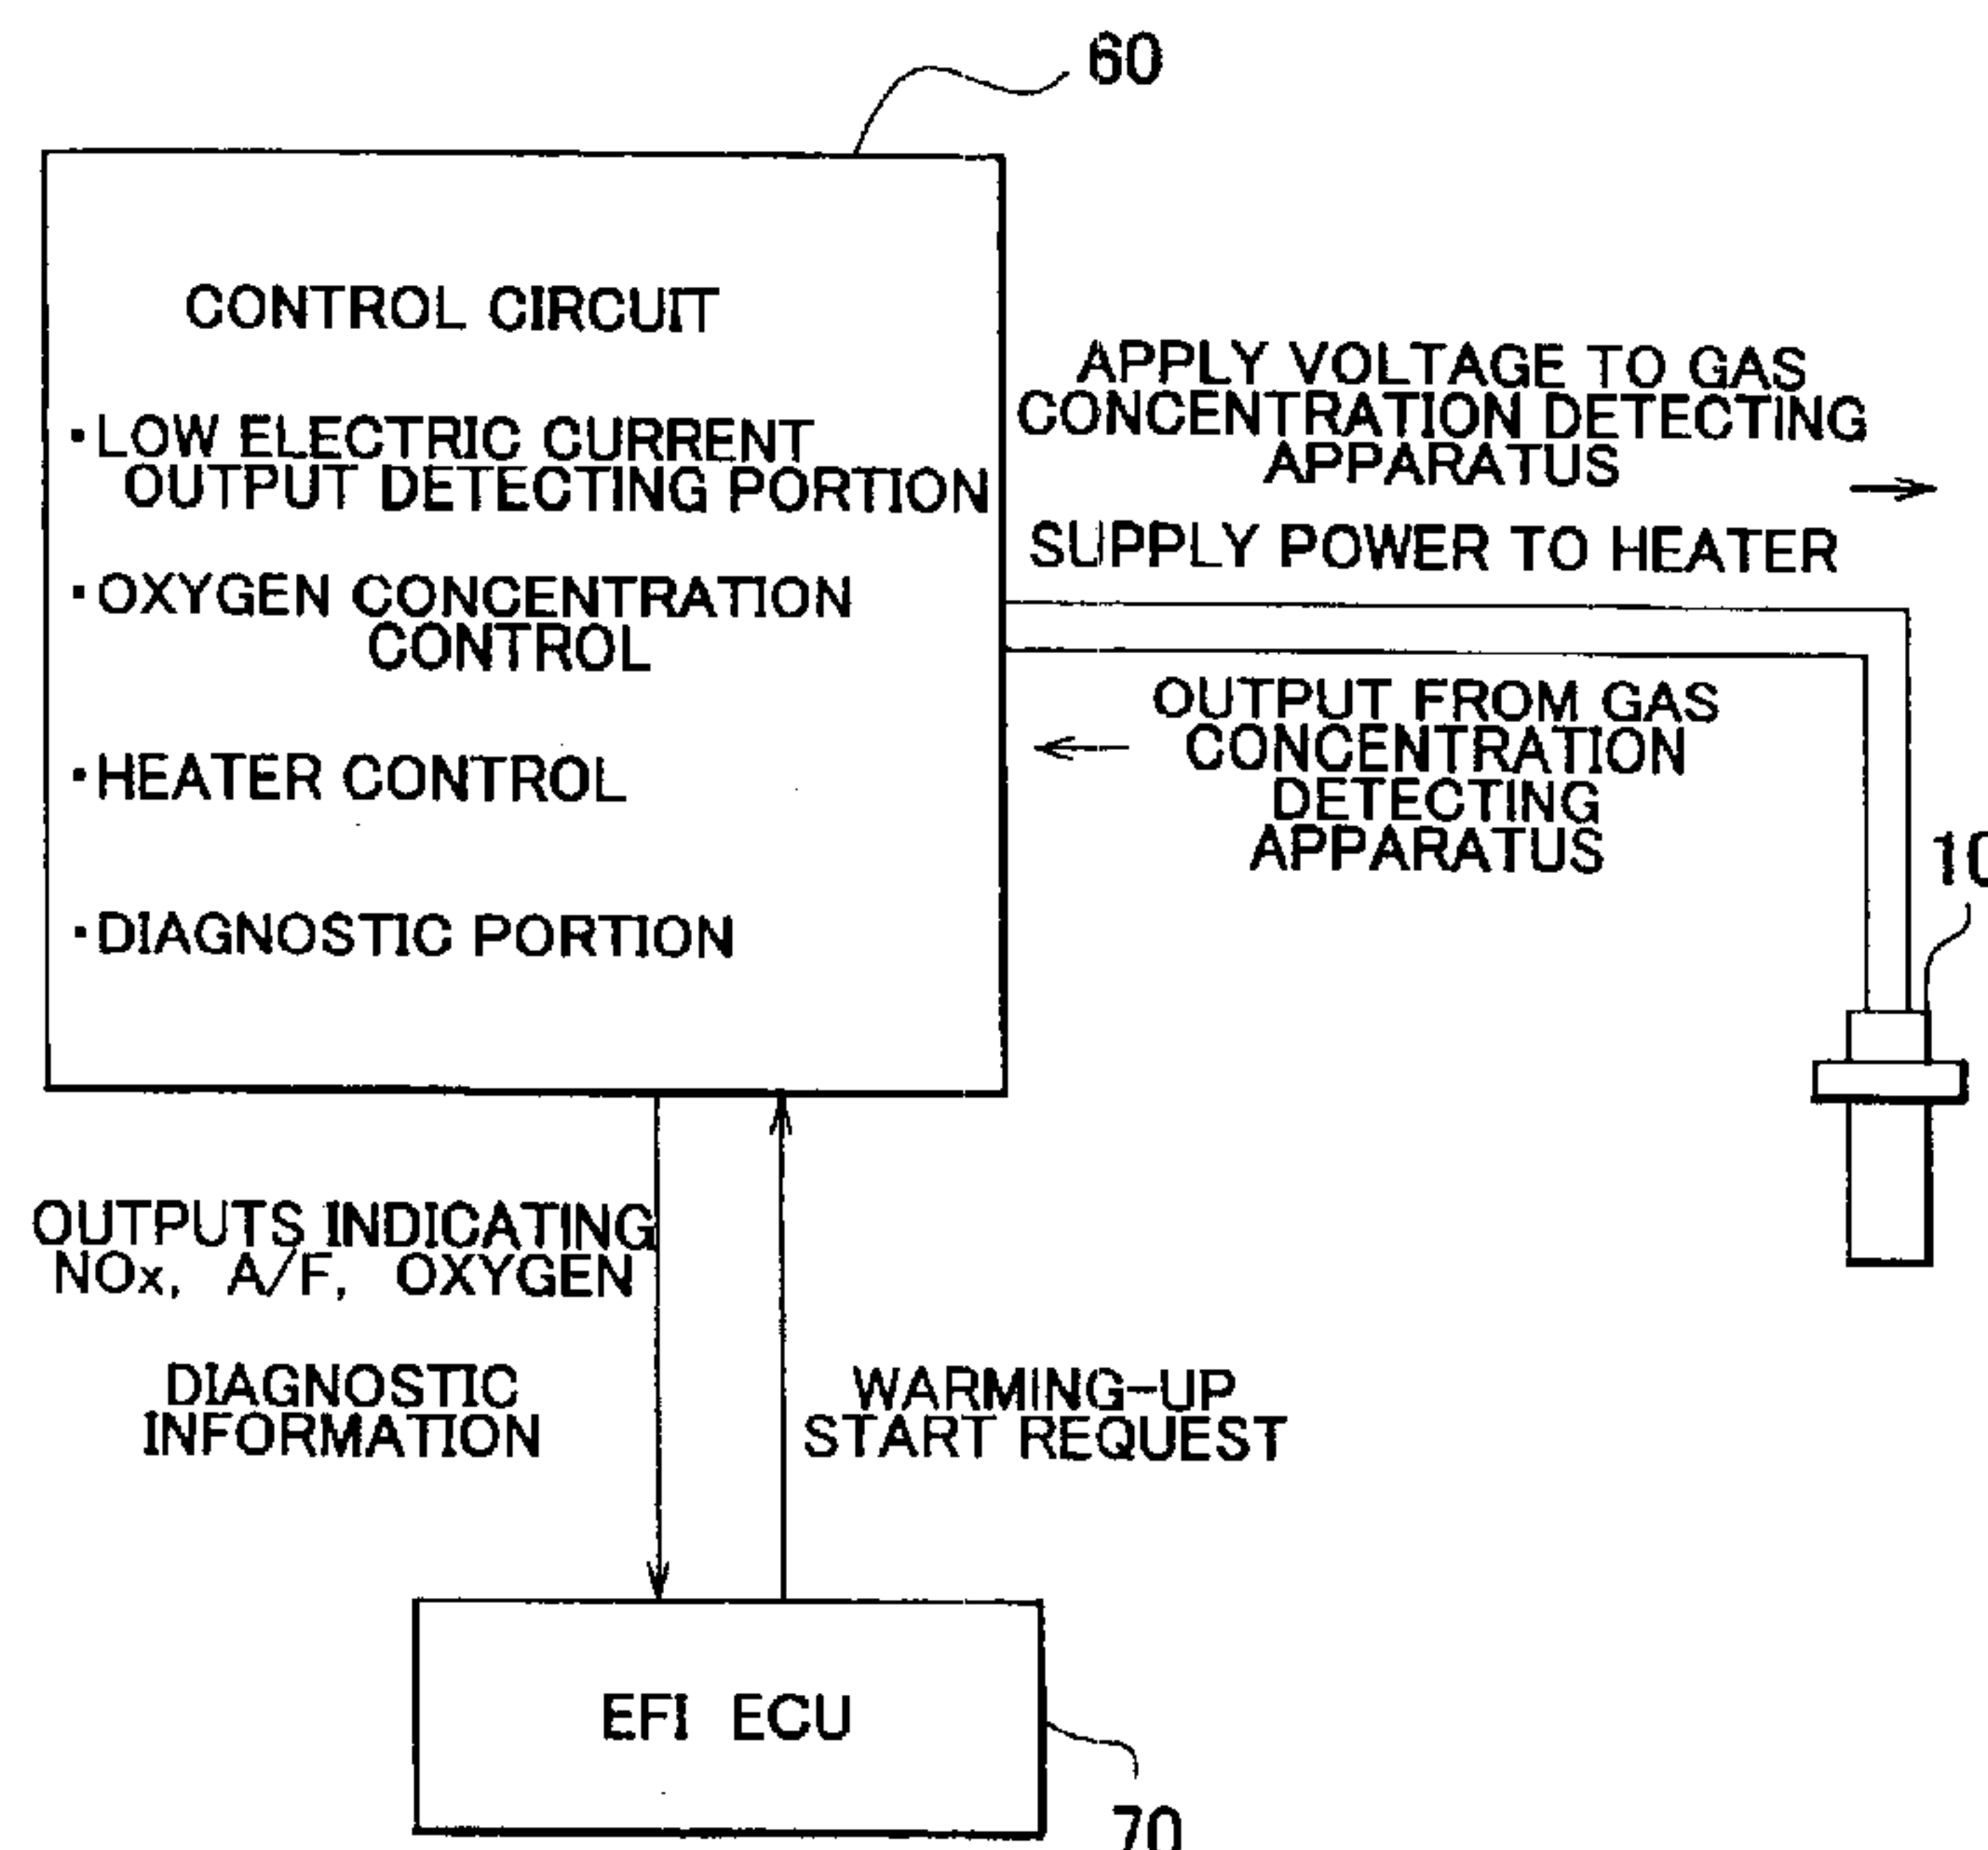 60
CONTROL CIRCUIT
・LOW ELECTRIC CURRENT
OUTPUT DETECTING PORTION
・OXYGEN CONCENTRATION
CONTROL
・HEATER CONTROL
・DIAGNOSTIC PORTION
APPLY VOLTAGE TO GAS
CONCENTRATION DETECTING
APPARATUS
→
SUPPLY POWER TO HEATER
OUTPUT FROM GAS
CONCENTRATION
DETECTING
APPARATUS
←
10
OUTPUTS INDICATING
NOx, A/F, OXYGEN
DIAGNOSTIC
INFORMATION
WARMING-UP
START REQUEST
EFI ECU
70